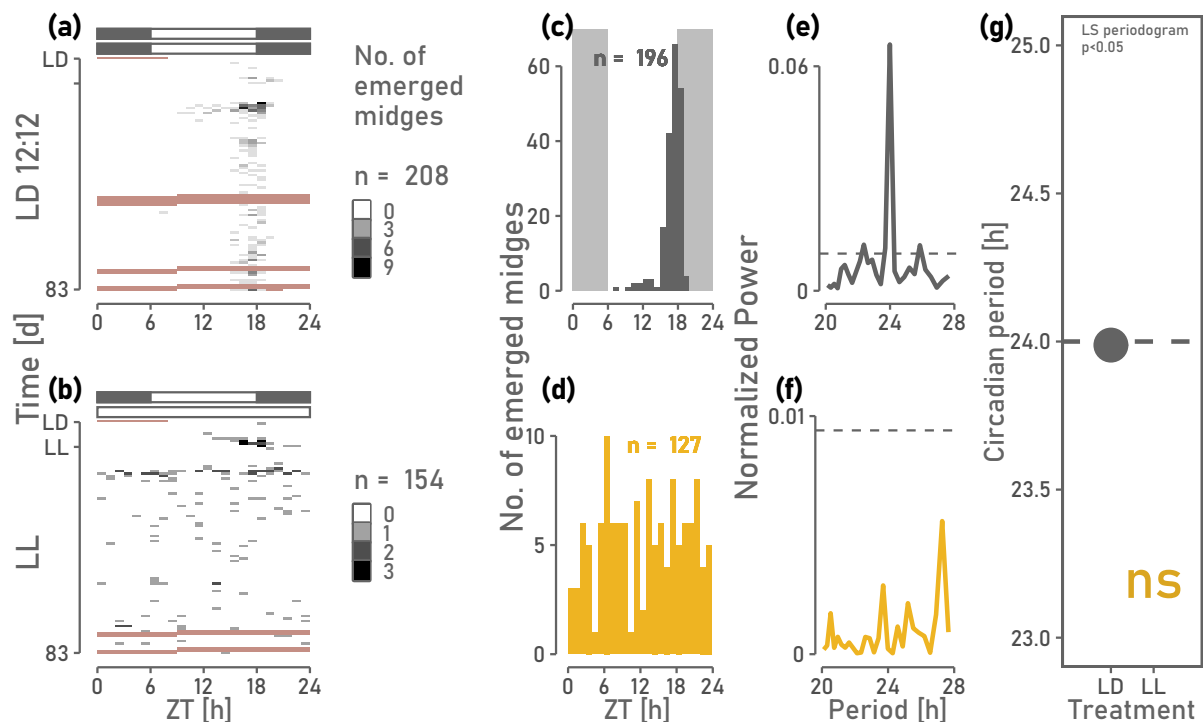 (a)
LD
LD 12:12
83
0 6 12 18 24
No. of
emerged
midges
n = 208
0
3
6
9
Time [d]
(b)
LD
LL
LL
83
0 6 12 18 24
ZT [h]
n = 154
0
1
2
3
(c)
n = 196
60
40
20
0
0 6 12 18 24
No. of emerged midges
(d)
n = 127
10
5
0
0 6 12 18 24
ZT [h]
(e)
0.06
0
20 22 24 26 28
Normalized Power
(f)
0.01
0
20 22 24 26 28
Period [h]
(g)
LS periodogram
p<0.05
25.0
24.5
24.0
23.5
23.0
Circadian period [h]
ns
LD LL
Treatment